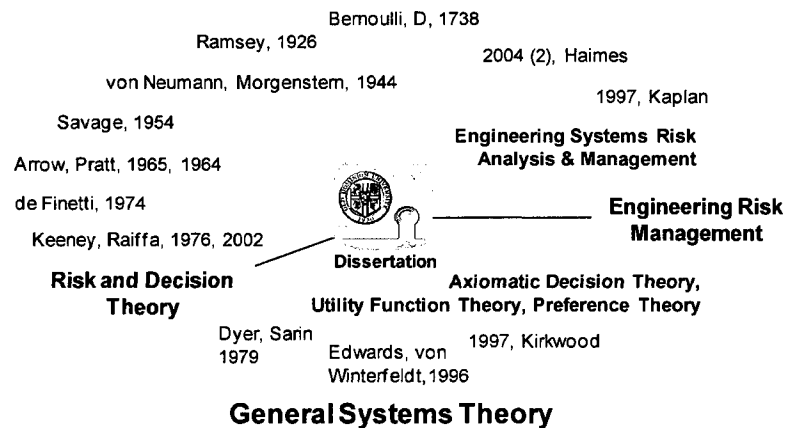 Bernoulli, D, 1738
Ramsey, 1926
2004 (2), Haimes
von Neumann, Morgenstern, 1944
1997, Kaplan
Savage, 1954
Engineering Systems Risk
Analysis & Management
Arrow, Pratt, 1965, 1964
de Finetti, 1974
Engineering Risk
Management
Keeney, Raiffa, 1976, 2002
Dissertation
Risk and Decision
Theory
Axiomatic Decision Theory,
Utility Function Theory, Preference Theory
Dyer, Sarin
1979
1997, Kirkwood
Edwards, von
Winterfeldt, 1996
General Systems Theory